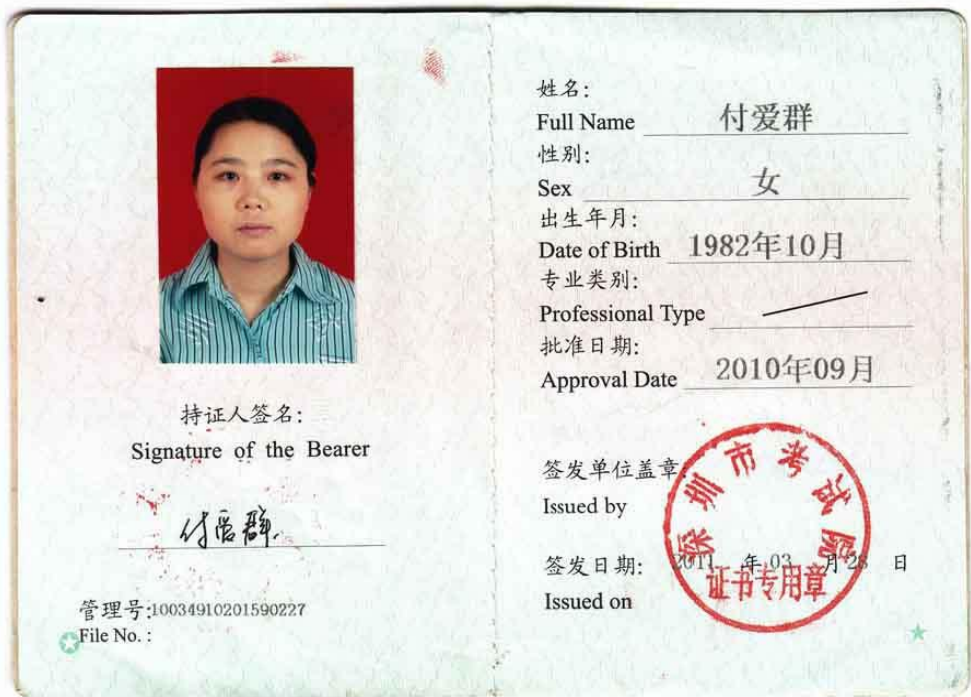 持证人签名:
Signature of the Bearer
付爱群
管理号:10034910201590227
File No. :
姓名:
Full Name 付爱群
性别:
Sex 女
出生年月:
Date of Birth 1982年10月
专业类别:
Professional Type
批准日期:
Approval Date 2010年09月
签发单位盖章
Issued by
深圳市考试院
证书专用章
签发日期: 2011 年 03 月 28 日
Issued on